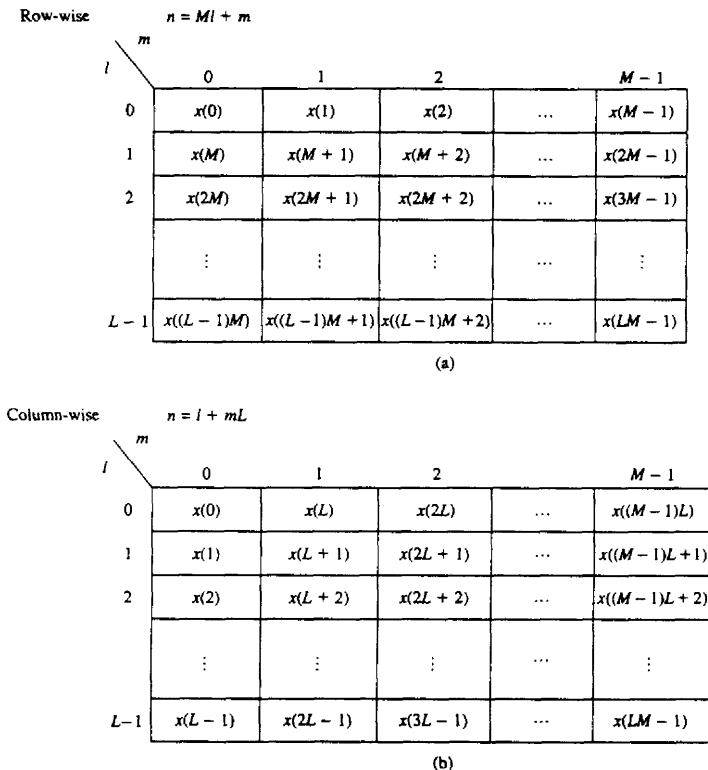 Row-wise n = Ml + m
m
l
0 1 2 M − 1
0 x(0) x(1) x(2) ... x(M − 1)
1 x(M) x(M + 1) x(M + 2) ... x(2M − 1)
2 x(2M) x(2M + 1) x(2M + 2) ... x(3M − 1)
⋮ ⋮ ⋮ ... ⋮
L − 1 x((L − 1)M) x((L − 1)M + 1) x((L − 1)M + 2) ... x(LM − 1)
(a)
Column-wise n = l + mL
m
l
0 1 2 M − 1
0 x(0) x(L) x(2L) ... x((M − 1)L)
1 x(1) x(L + 1) x(2L + 1) ... x((M − 1)L + 1)
2 x(2) x(L + 2) x(2L + 2) ... x((M − 1)L + 2)
⋮ ⋮ ⋮ ... ⋮
L−1 x(L − 1) x(2L − 1) x(3L − 1) ... x(LM − 1)
(b)